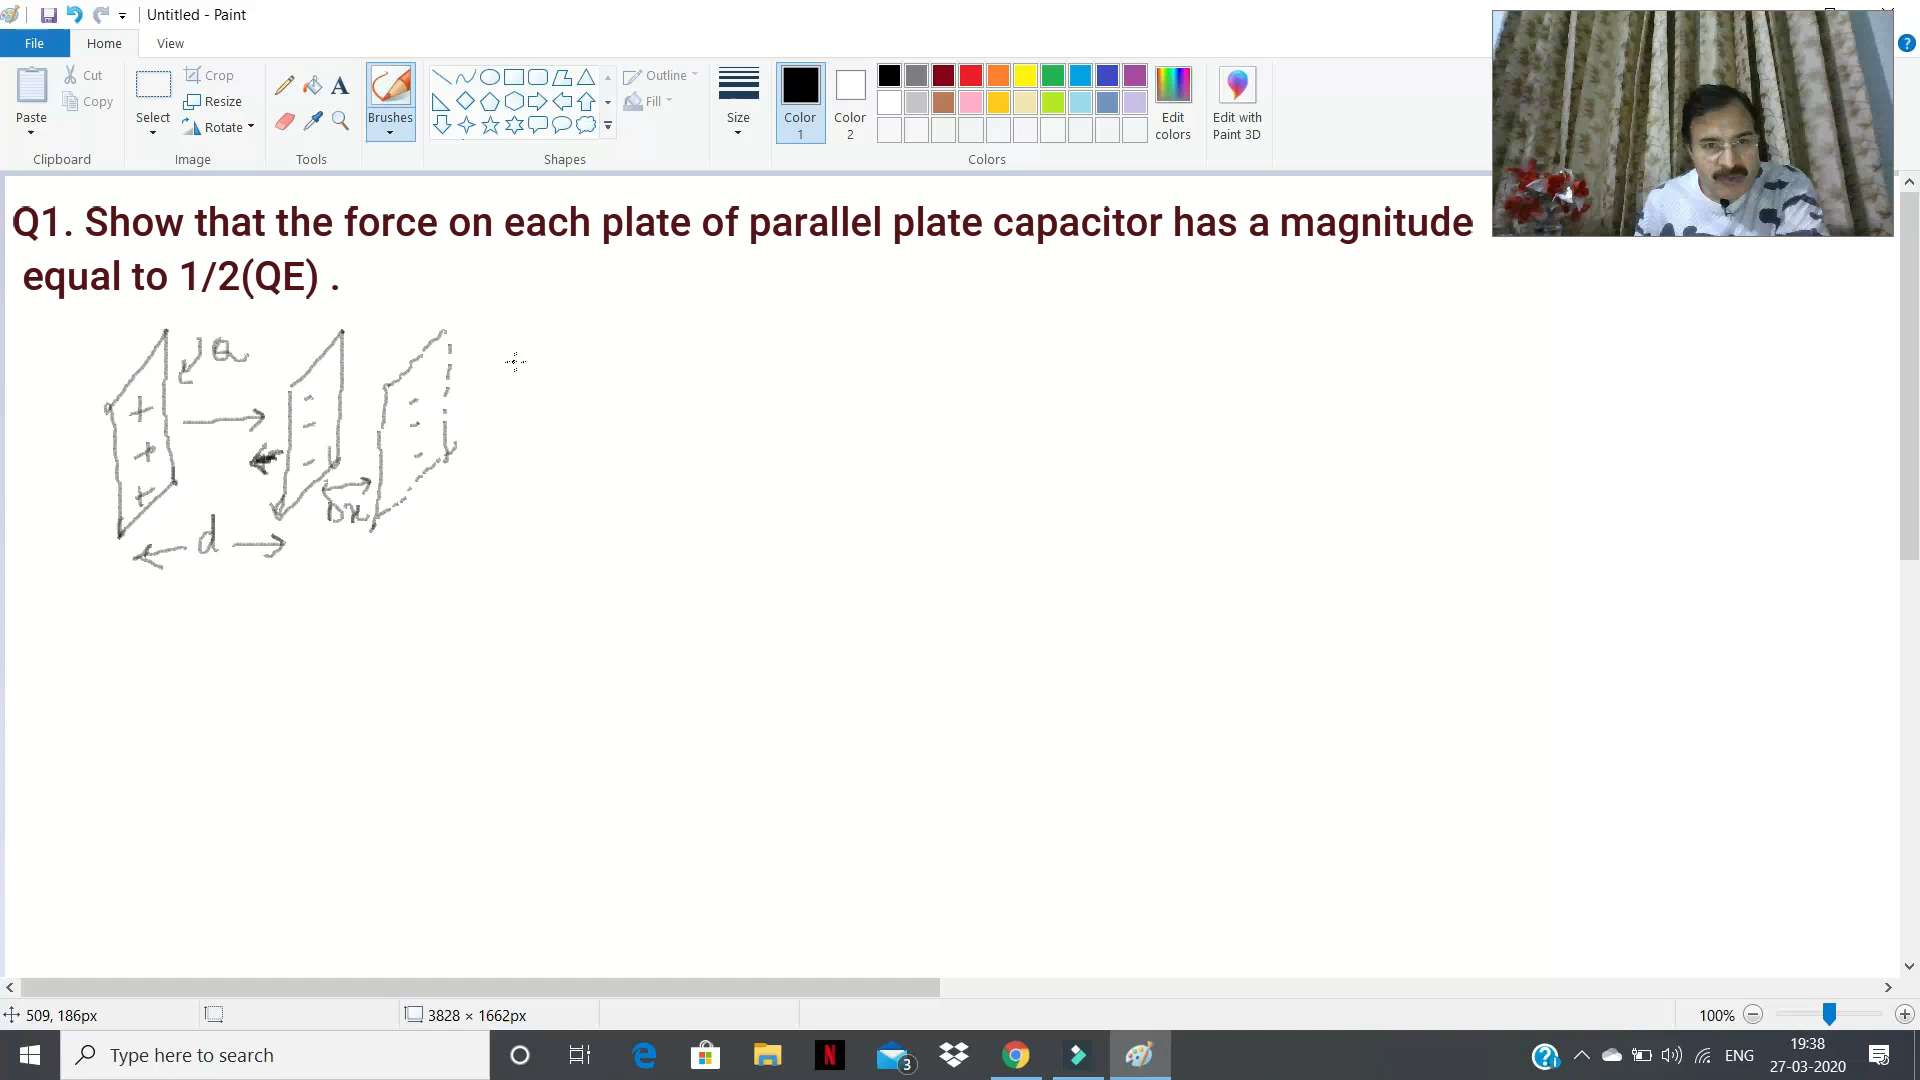 Untitled - Paint
File Home View
Paste
Cut
Copy
Clipboard
Select
Crop
Resize
Rotate
Image
Tools
Brushes
Outline
Fill
Shapes
Size
Color 1
Color 2
Edit colors
Edit with Paint 3D
Colors
Q1. Show that the force on each plate of parallel plate capacitor has a magnitude
equal to 1/2(QE) .
Q
+ - -
+ - -
+ - -
Dx
d
509, 186px
3828 × 1662px
100%
Type here to search
3
ENG
19:38
27-03-2020